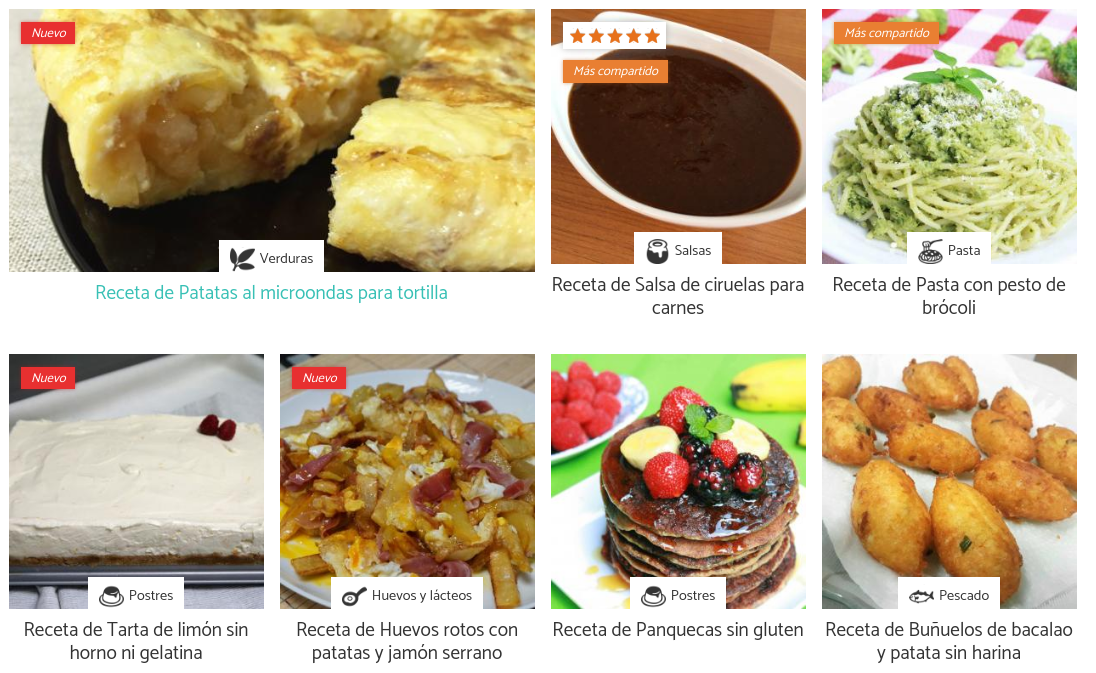 Nuevo
Verduras
Receta de Patatas al microondas para tortilla
Más compartido
Salsas
Receta de Salsa de ciruelas para
carnes
Más compartido
Pasta
Receta de Pasta con pesto de
brócoli
Nuevo
Postres
Receta de Tarta de limón sin
horno ni gelatina
Nuevo
Huevos y lácteos
Receta de Huevos rotos con
patatas y jamón serrano
Postres
Receta de Panquecas sin gluten
Pescado
Receta de Buñuelos de bacalao
y patata sin harina